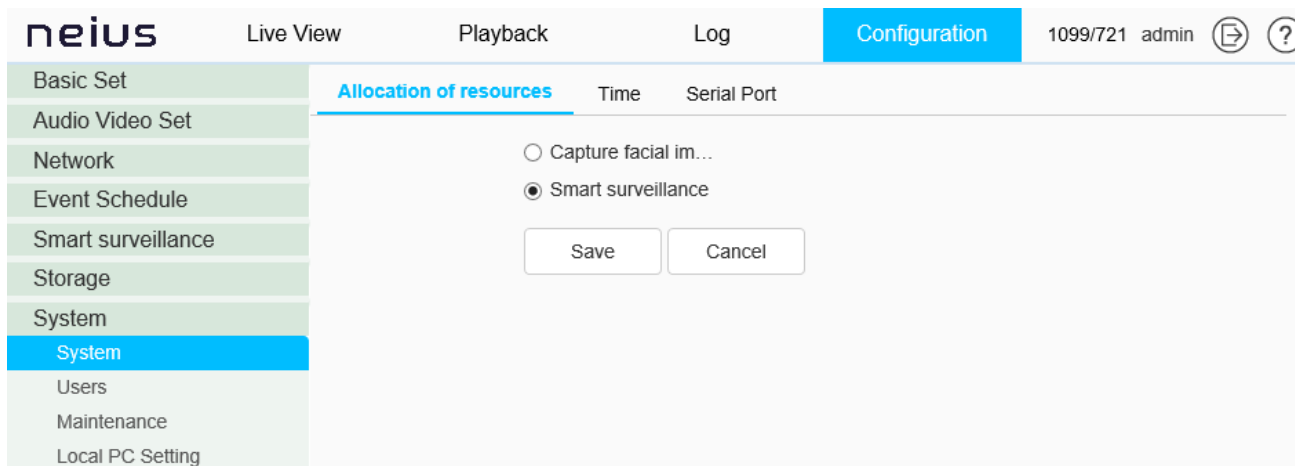 neius Live View Playback Log Configuration 1099/721 admin ?
Basic Set
Audio Video Set
Network
Event Schedule
Smart surveillance
Storage
System
System
Users
Maintenance
Local PC Setting
Allocation of resources Time Serial Port
Capture facial im...
Smart surveillance
Save Cancel